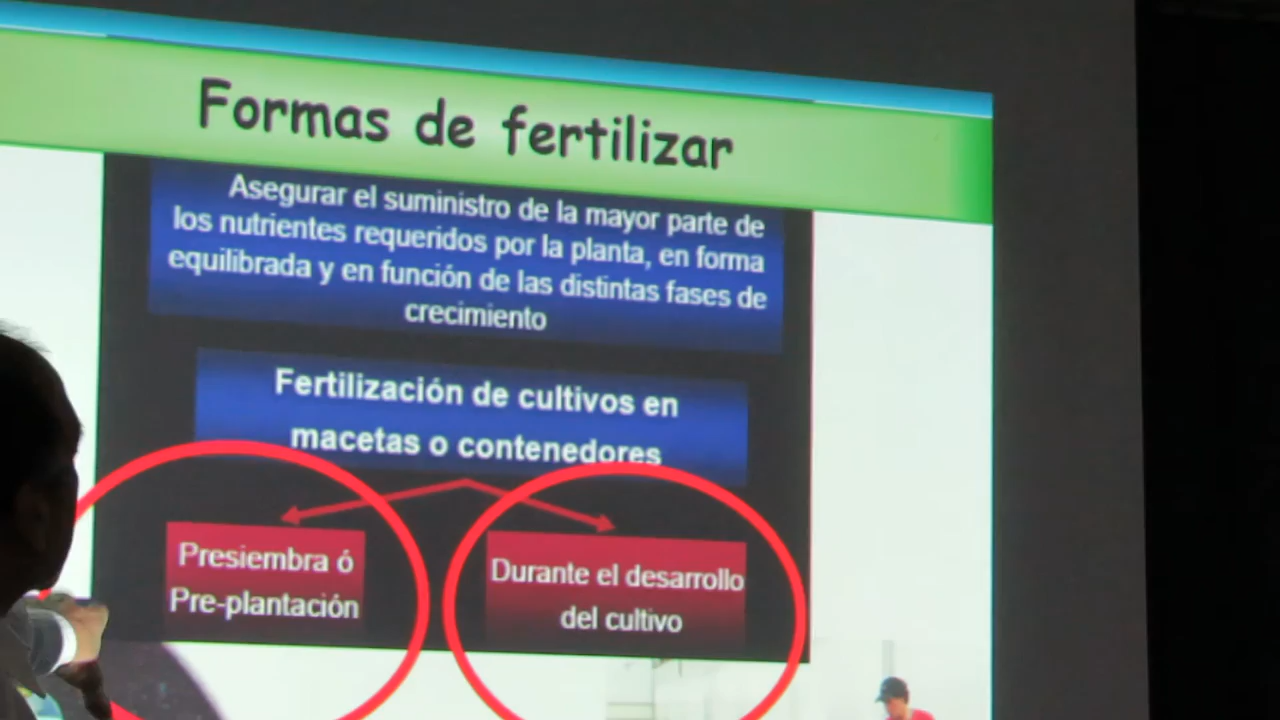 Formas de fertilizar
Asegurar el suministro de la mayor parte de
los nutrientes requeridos por la planta, en forma
equilibrada y en función de las distintas fases de
crecimiento
Fertilización de cultivos en
macetas o contenedores
Presiembra ó
Pre-plantación
Durante el desarrollo
del cultivo